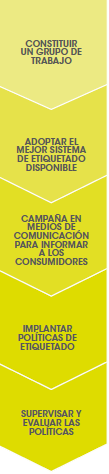 CONSTITUIR
UN GRUPO DE
TRABAJO
ADOPTAR EL
MEJOR SISTEMA
DE ETIQUETADO
DISPONIBLE
CAMPAÑA EN
MEDIOS DE
COMUNICACIÓN
PARA INFORMAR
A LOS
CONSUMIDORES
IMPLANTAR
POLÍTICAS DE
ETIQUETADO
SUPERVISAR Y
EVALUAR LAS
POLÍTICAS